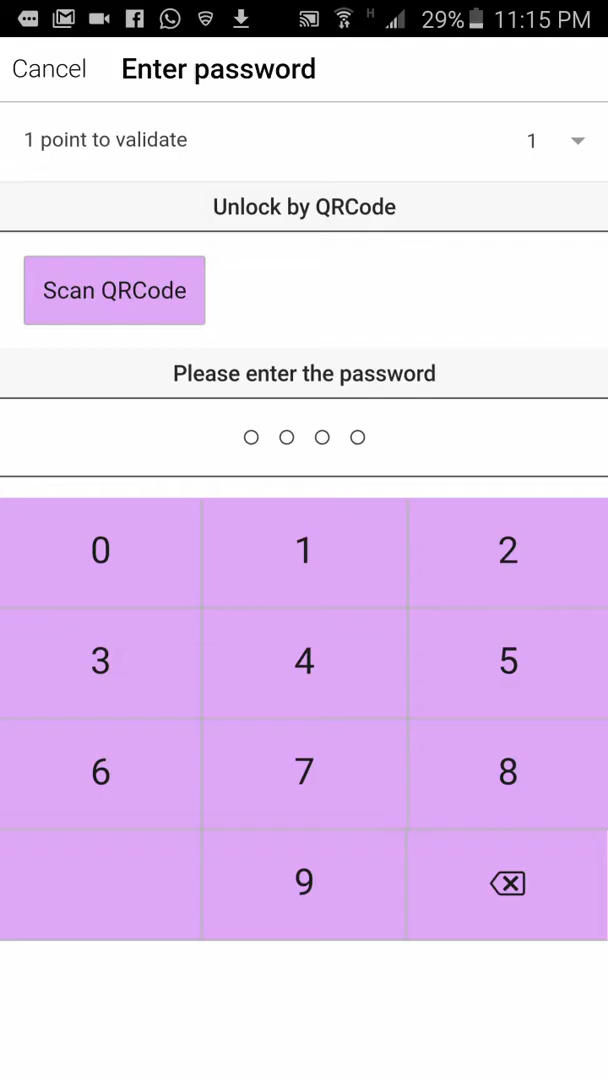 H 29% 11:15 PM
Cancel Enter password
1 point to validate 1
Unlock by QRCode
Scan QRCode
Please enter the password
0 1 2
3 4 5
6 7 8
9